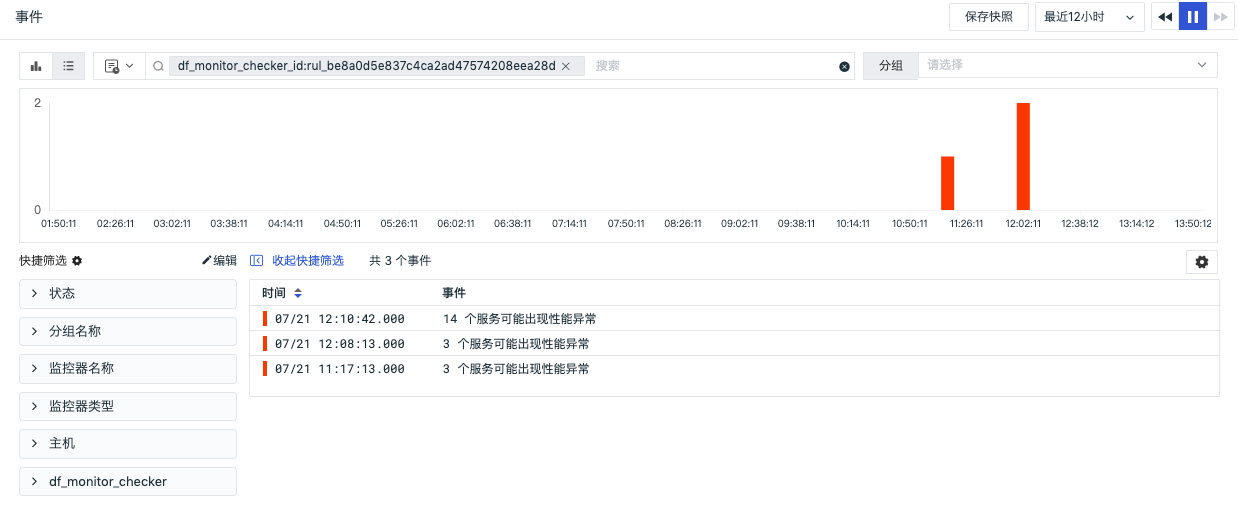 事件
保存快照 最近12小时
df_monitor_checker_id:rul_be8a0d5e837c4ca2ad47574208eea28d 搜索 分组 请选择
2
0
01:50:11 02:26:11 03:02:11 03:38:11 04:14:11 04:50:11 05:26:11 06:02:11 06:38:11 07:14:11 07:50:11 08:26:11 09:02:11 09:38:11 10:14:11 10:50:11 11:26:11 12:02:11 12:38:12 13:14:12 13:50:12
快捷筛选 编辑 收起快捷筛选 共 3 个事件
状态
分组名称
监控器名称
监控器类型
主机
df_monitor_checker
时间 事件
07/21 12:10:42.000 14 个服务可能出现性能异常
07/21 12:08:13.000 3 个服务可能出现性能异常
07/21 11:17:13.000 3 个服务可能出现性能异常